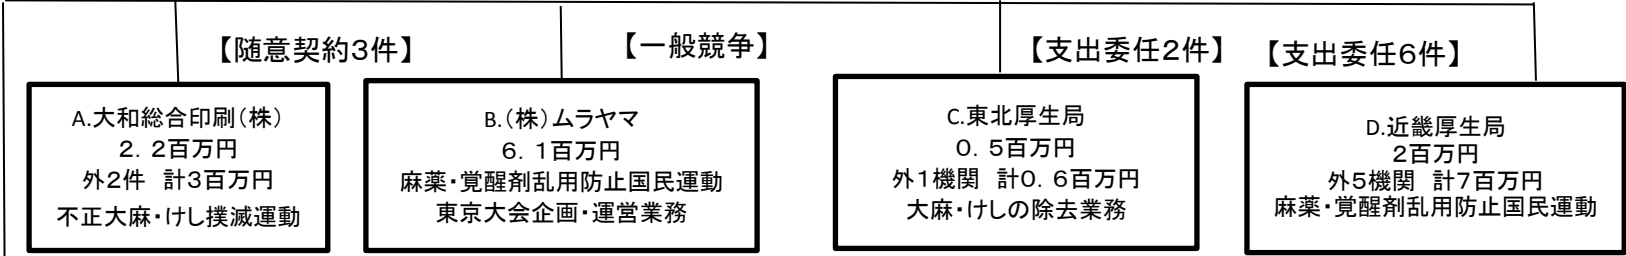 【随意契約3件】
【一般競争】
【支出委任2件】
【支出委任6件】
A.大和総合印刷(株)
2.2百万円
外2件 計3百万円
不正大麻・けし撲滅運動
B.(株)ムラヤマ
6.1百万円
麻薬・覚醒剤乱用防止国民運動
東京大会企画・運営業務
C.東北厚生局
0.5百万円
外1機関 計0.6百万円
大麻・けしの除去業務
D.近畿厚生局
2百万円
外5機関 計7百万円
麻薬・覚醒剤乱用防止国民運動